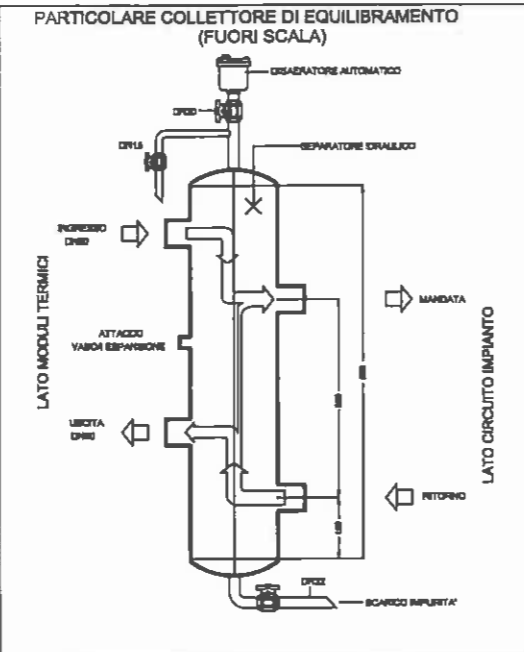 PARTICOLARE COLLETTORE DI EQUILIBRAMENTO
(FUORI SCALA)
DISAERATORE AUTOMATICO
SEPARATORE IDRAULICO
INGRESSO
LATO MODULI TERMICI
MANDATA
ATTACCO
VASO EXPANSIONE
LATO CIRCUITO IMPIANTO
USCITA
RITORNO
SCARICO IMPURITA'